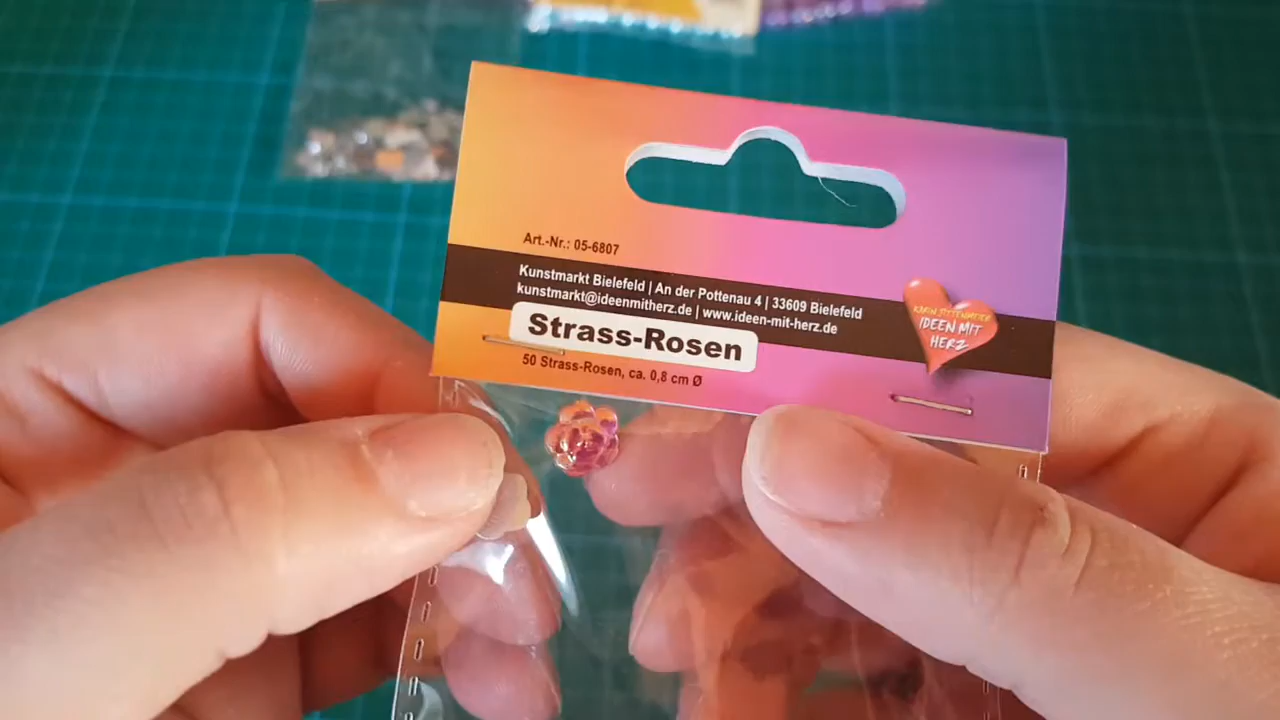 Art.-Nr.: 05-6807
Kunstmarkt Bielefeld | An der Pottenau 4 | 33609 Bielefeld
kunstmarkt@ideenmitherz.de | www.ideen-mit-herz.de
Strass-Rosen
50 Strass-Rosen, ca. 0,8 cm Ø
IDEEN MIT
HERZ